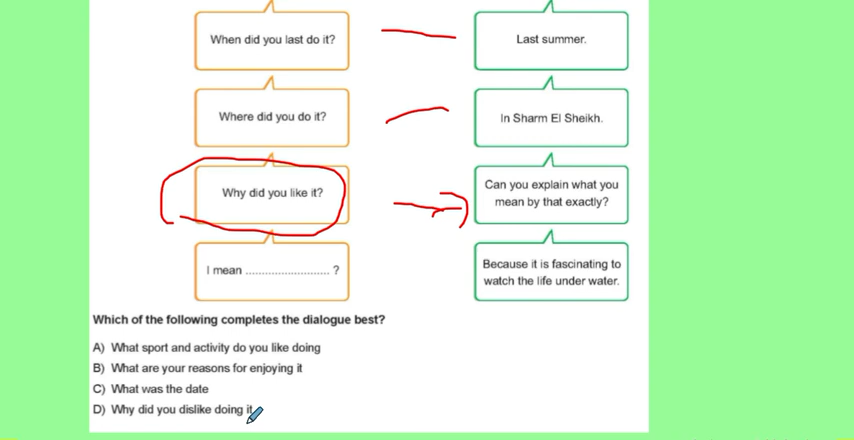 When did you last do it?
Last summer.
Where did you do it?
In Sharm El Sheikh.
Why did you like it?
Can you explain what you
mean by that exactly?
I mean .......................... ?
Because it is fascinating to
watch the life under water.
Which of the following completes the dialogue best?
A) What sport and activity do you like doing
B) What are your reasons for enjoying it
C) What was the date
D) Why did you dislike doing it